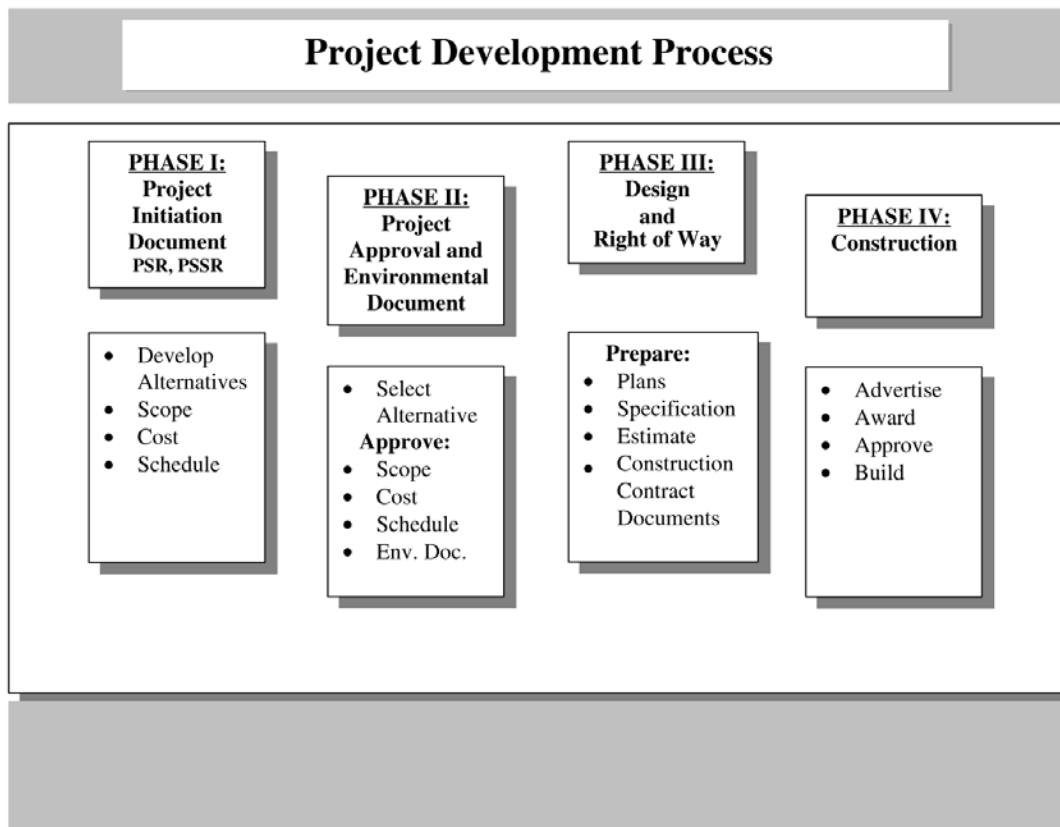 Project Development Process
PHASE I:
Project
Initiation
Document
PSR, PSSR
• Develop
Alternatives
• Scope
• Cost
• Schedule
PHASE II:
Project
Approval and
Environmental
Document
• Select
Alternative
Approve:
• Scope
• Cost
• Schedule
• Env. Doc.
PHASE III:
Design
and
Right of Way
Prepare:
• Plans
• Specification
• Estimate
• Construction
Contract
Documents
PHASE IV:
Construction
• Advertise
• Award
• Approve
• Build